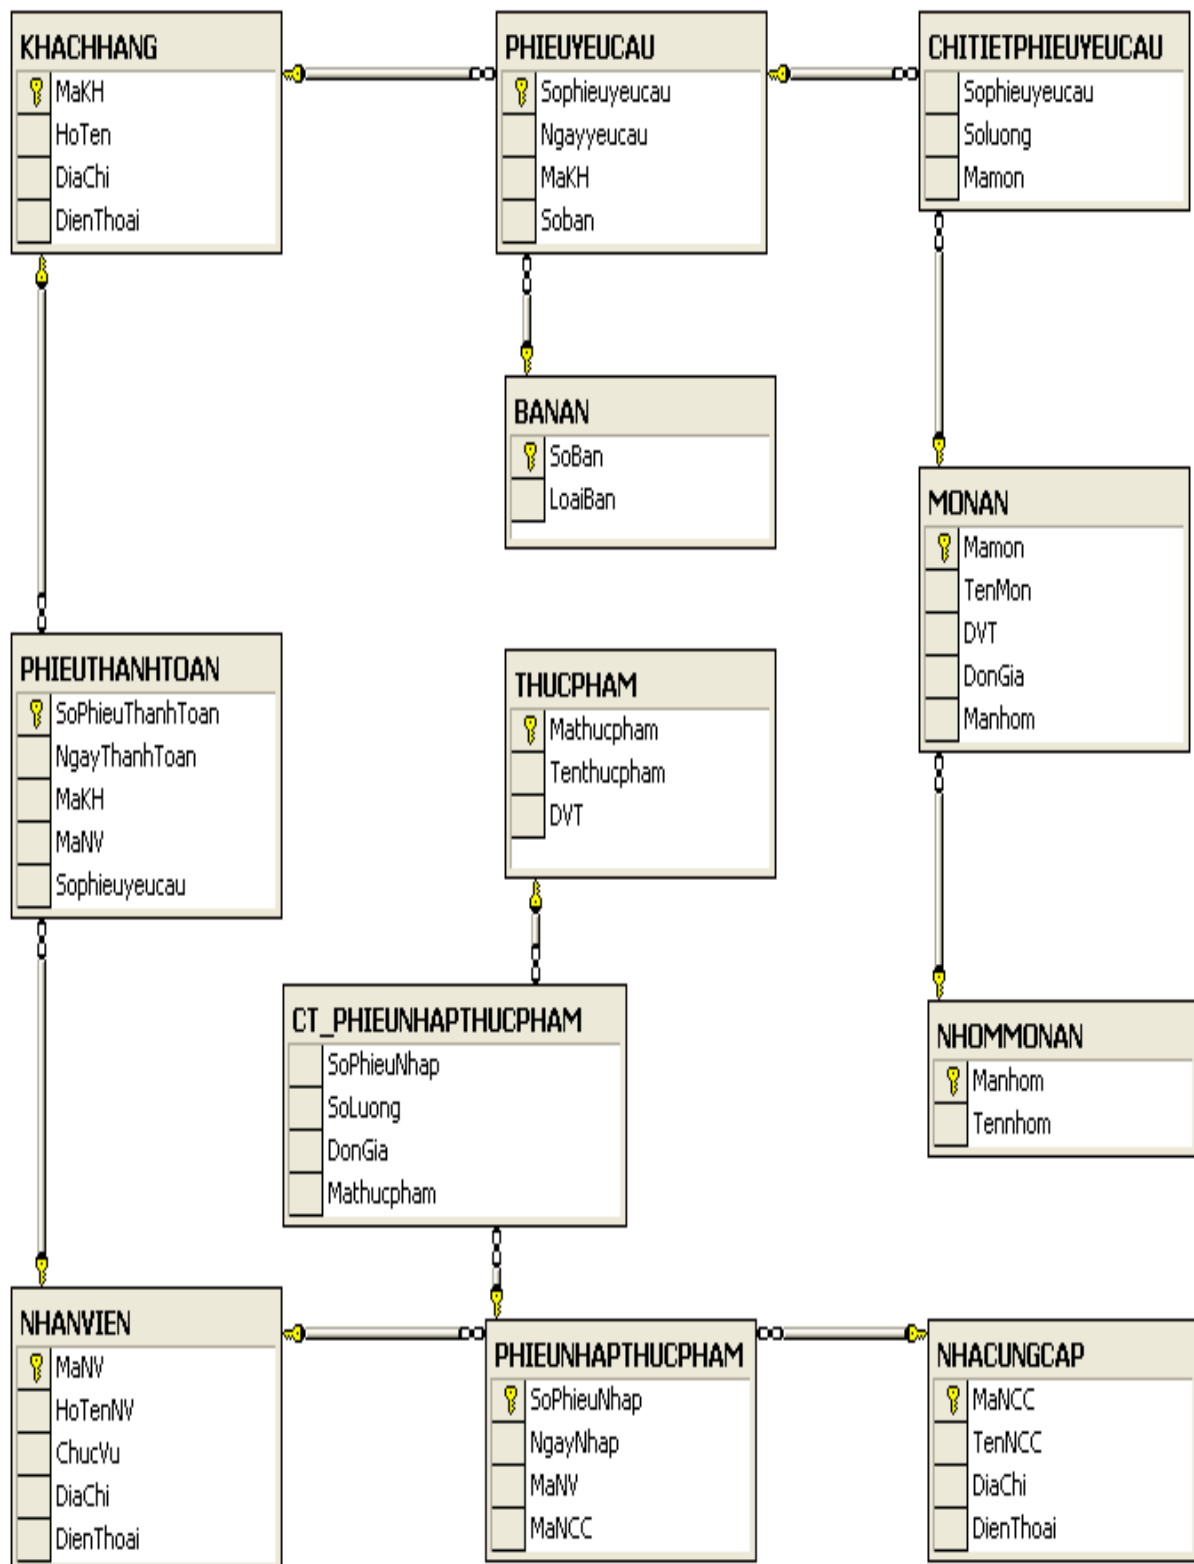 KHACHHANG
MaKH
HoTen
DiaChi
DienThoai
PHIEUYEUCAU
Sophieuyeucau
Ngayyeucau
MaKH
Soban
CHITIETPHIEUYEUCAU
Sophieuyeucau
Soluong
Mamon
BANAN
SoBan
LoaiBan
MONAN
Mamon
TenMon
DVT
DonGia
Manhom
PHIEUTHANHTOAN
SoPhieuThanhToan
NgayThanhToan
MaKH
MaNV
Sophieuyeucau
THUCPHAM
Mathucpham
Tenthucpham
DVT
CT_PHIEUNHAPTHUCPHAM
SoPhieuNhap
SoLuong
DonGia
Mathucpham
NHOMMONAN
Manhom
Tennhom
NHANVIEN
MaNV
HoTenNV
ChucVu
DiaChi
DienThoai
PHIEUNHAPTHUCPHAM
SoPhieuNhap
NgayNhap
MaNV
MaNCC
NHACUNGCAP
MaNCC
TenNCC
DiaChi
DienThoai